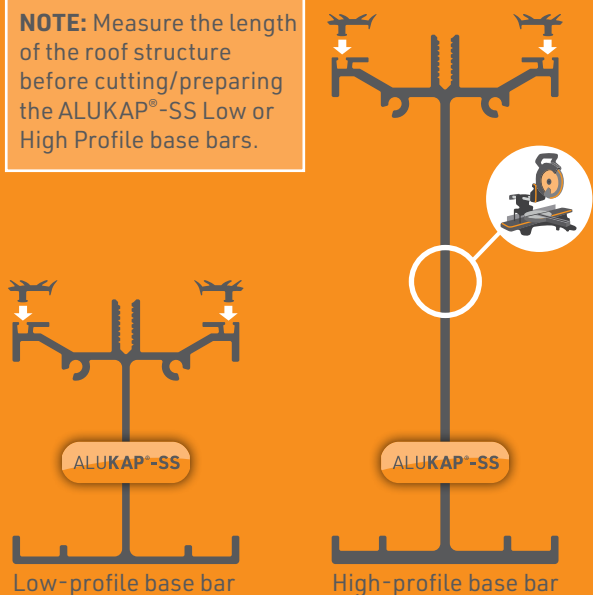 NOTE: Measure the length
of the roof structure
before cutting/preparing
the ALUKAP®-SS Low or
High Profile base bars.
ALUKAP®-SS
ALUKAP®-SS
Low-profile base bar
High-profile base bar